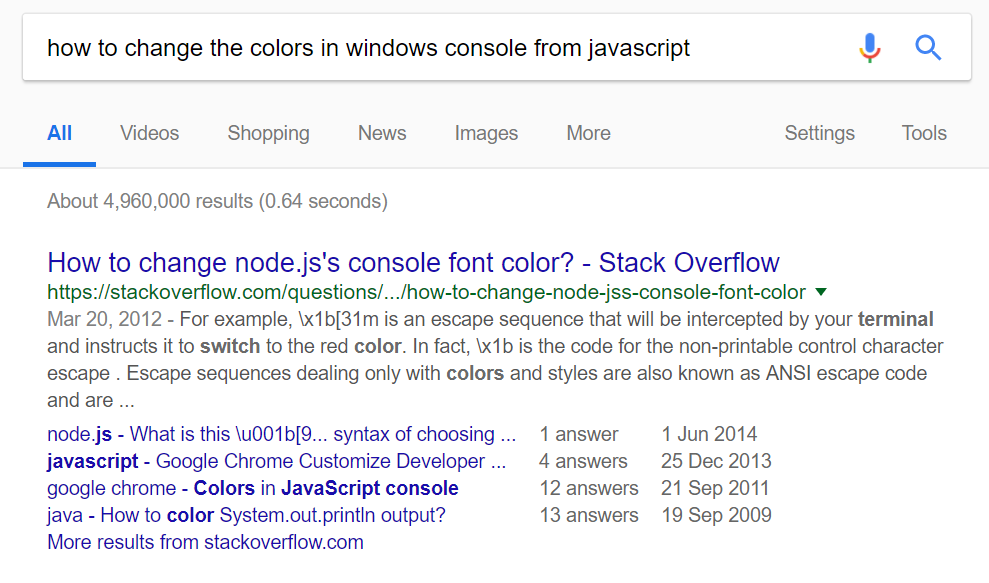 how to change the colors in windows console from javascript
All Videos Shopping News Images More Settings Tools
About 4,960,000 results (0.64 seconds)
How to change node.js's console font color? - Stack Overflow
https://stackoverflow.com/questions/.../how-to-change-node-jss-console-font-color
Mar 20, 2012 - For example, \x1b[31m is an escape sequence that will be intercepted by your terminal
and instructs it to switch to the red color. In fact, \x1b is the code for the non-printable control character
escape . Escape sequences dealing only with colors and styles are also known as ANSI escape code
and are ...
node.js - What is this \u001b[9... syntax of choosing ... 1 answer 1 Jun 2014
javascript - Google Chrome Customize Developer ... 4 answers 25 Dec 2013
google chrome - Colors in JavaScript console 12 answers 21 Sep 2011
java - How to color System.out.println output? 13 answers 19 Sep 2009
More results from stackoverflow.com